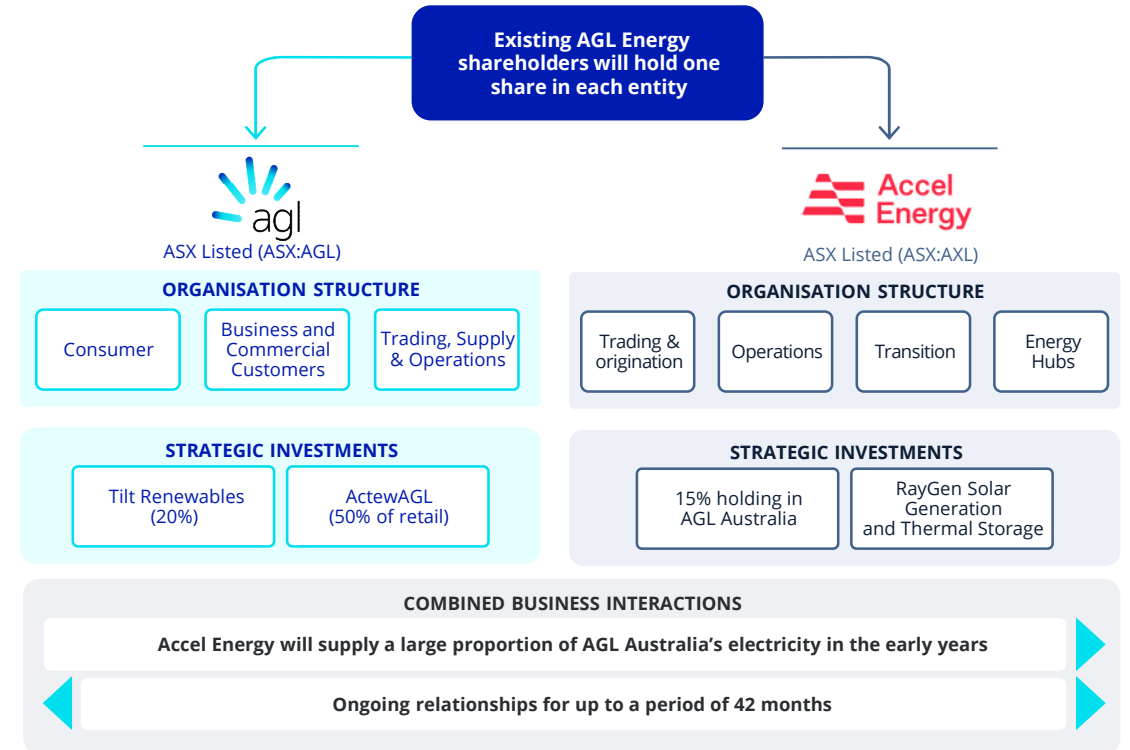 Existing AGL Energy
shareholders will hold one
share in each entity
agl
ASX Listed (ASX:AGL)
ORGANISATION STRUCTURE
Consumer
Business and
Commercial
Customers
Trading, Supply
& Operations
STRATEGIC INVESTMENTS
Tilt Renewables
(20%)
ActewAGL
(50% of retail)
Accel
Energy
ASX Listed (ASX:AXL)
ORGANISATION STRUCTURE
Trading &
origination
Operations
Transition
Energy
Hubs
STRATEGIC INVESTMENTS
15% holding in
AGL Australia
RayGen Solar
Generation
and Thermal Storage
COMBINED BUSINESS INTERACTIONS
Accel Energy will supply a large proportion of AGL Australia’s electricity in the early years
Ongoing relationships for up to a period of 42 months